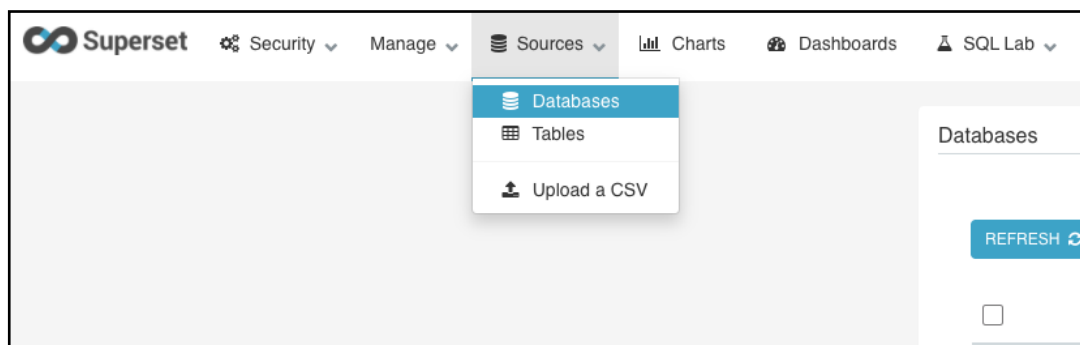 Superset Security Manage Sources Charts Dashboards SQL Lab
Databases
Tables
Upload a CSV
Databases
REFRESH